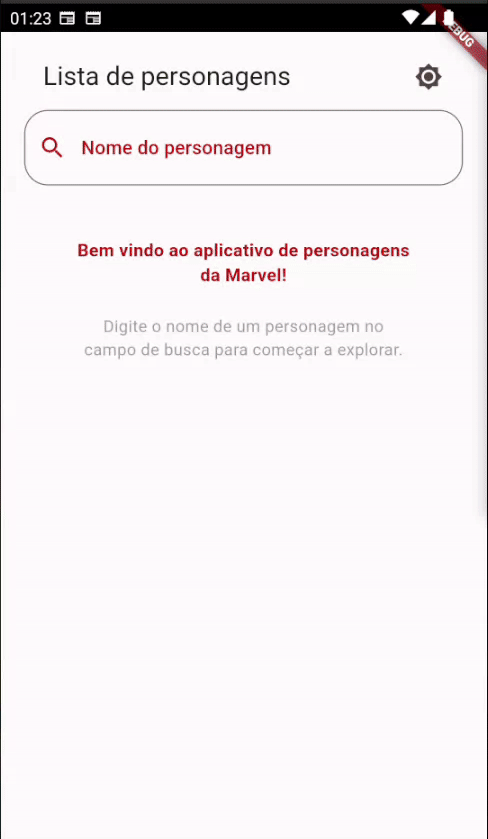 01:23
DEBUG
Lista de personagens
Nome do personagem
Bem vindo ao aplicativo de personagens
da Marvel!
Digite o nome de um personagem no
campo de busca para começar a explorar.